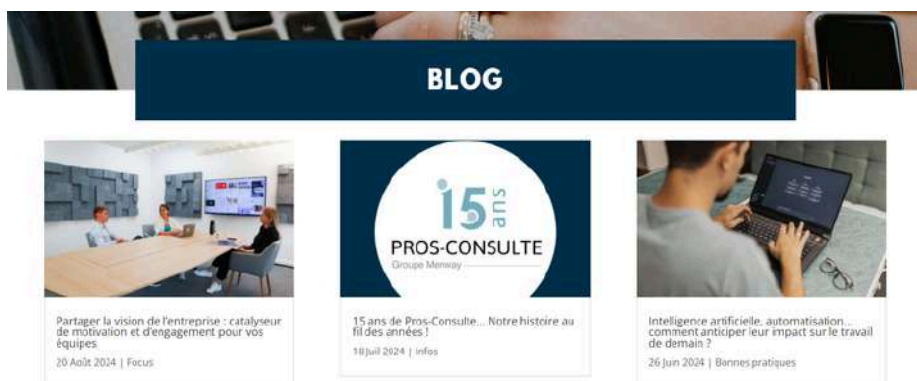 BLOG
15 ans
PROS-CONSULTE
Groupe Menway
Partager la vision de l'entreprise : catalyseur
de motivation et d'engagement pour vos
équipes
20 Août 2024 | Focus
15 ans de Pros-Consulte... Notre histoire au
fil des années !
18 Juil 2024 | infos
Intelligence artificielle, automatisation...
comment anticiper leur impact sur le travail
de demain ?
26 Juin 2024 | Bonnes pratiques